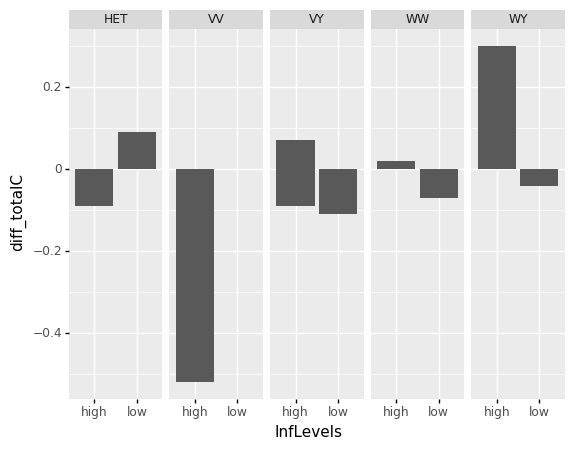 HET VV VY WW WY
diff_totalC
0.2
0
−0.2
−0.4
high low high low high low high low high low
InfLevels